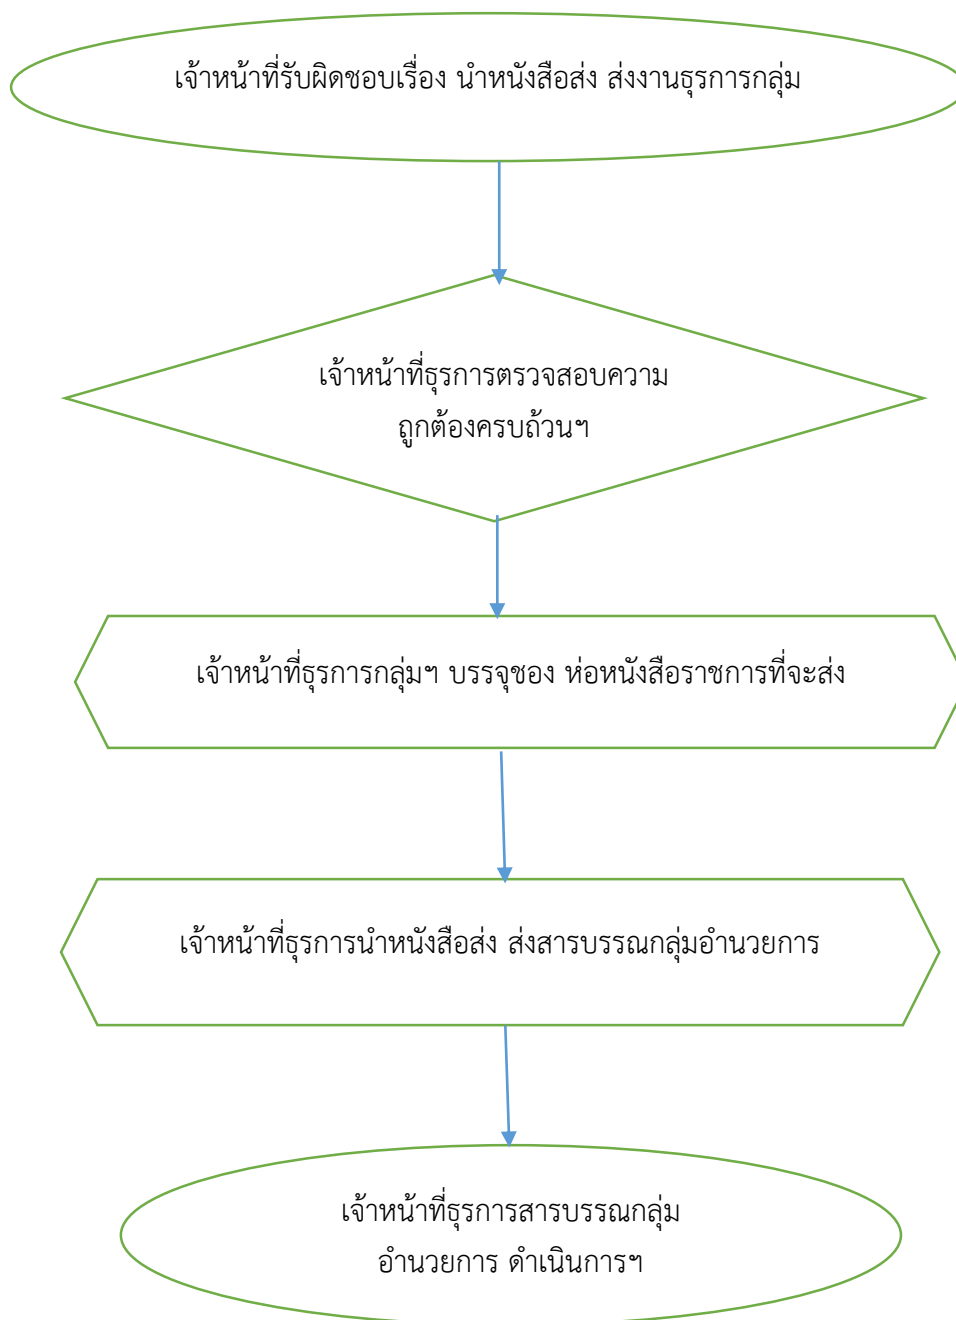 เจ้าหน้าที่รับผิดชอบเรื่อง นำหนังสือส่ง ส่งงานธุรการกลุ่ม
เจ้าหน้าที่ธุรการตรวจสอบความ
ถูกต้องครบถ้วนฯ
เจ้าหน้าที่ธุรการกลุ่มฯ บรรจุซอง ห่อหนังสือราชการที่จะส่ง
เจ้าหน้าที่ธุรการนำหนังสือส่ง ส่งสารบรรณกลุ่มอำนวยการ
เจ้าหน้าที่ธุรการสารบรรณกลุ่ม
อำนวยการ ดำเนินการฯ